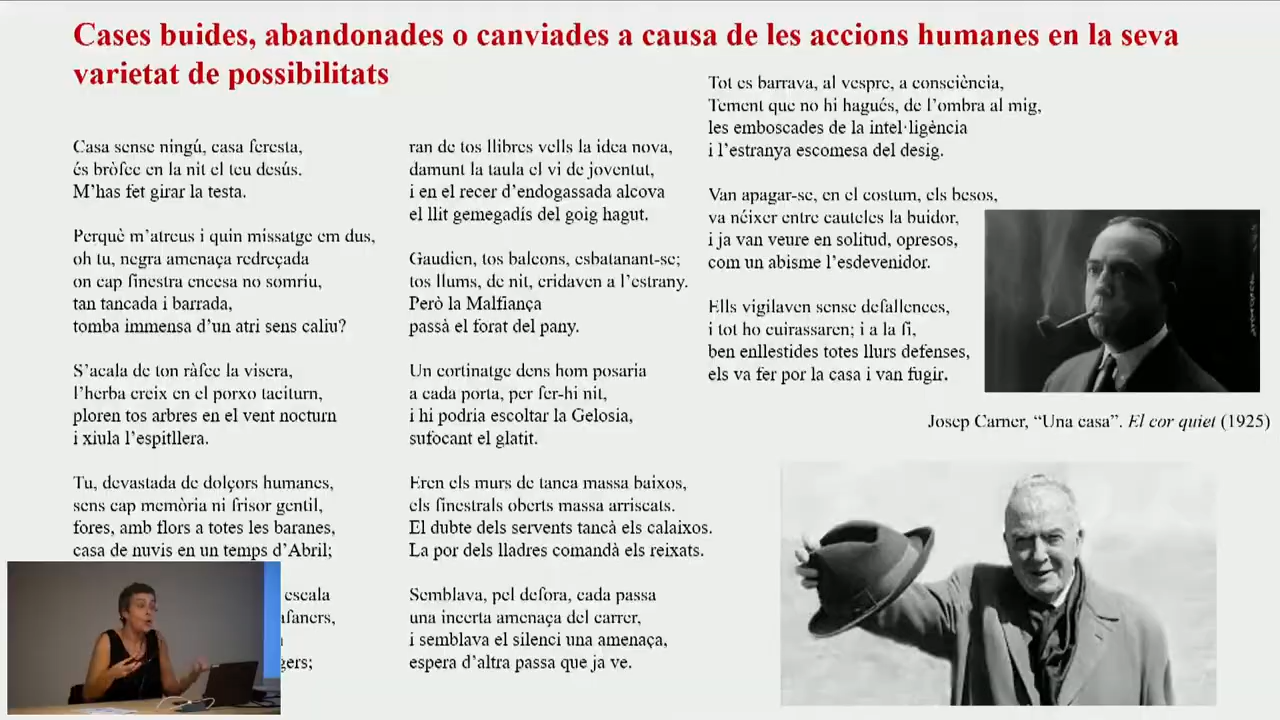 Cases buides, abandonades o canviades a causa de les accions humanes en la seva
varietat de possibilitats
Casa sense ningú, casa feresta,
és bròfec en la nit el teu desús.
M’has fet girar la testa.
Perquè m’atreus i quin missatge em dus,
oh tu, negra amenaça redreçada
on cap finestra encesa no somriu,
tan tancada i barrada,
tomba immensa d’un atri sens caliu?
S’acala de ton ràfec la visera,
l’herba creix en el porxo taciturn,
ploren tos arbres en el vent nocturn
i xiula l’espitllera.
Tu, devastada de dolçors humanes,
sens cap memòria ni frisor gentil,
fores, amb flors a totes les baranes,
casa de nuvis en un temps d’Abril;
escala
afaners,
gers;
ran de tos llibres vells la idea nova,
damunt la taula el vi de joventut,
i en el recer d’endogassada alcova
el llit gemegadís del goig hagut.
Gaudien, tos balcons, esbatanant-se;
tos llums, de nit, cridaven a l’estrany.
Però la Malfiança
passà el forat del pany.
Un cortinatge dens hom posaria
a cada porta, per fer-hi nit,
i hi podria escoltar la Gelosia,
sufocant el glatit.
Eren els murs de tanca massa baixos,
els finestrals oberts massa arriscats.
El dubte dels servents tancà els calaixos.
La por dels lladres comandà els reixats.
Semblava, pel defora, cada passa
una incerta amenaça del carrer,
i semblava el silenci una amenaça,
espera d’altra passa que ja ve.
Tot es barrava, al vespre, a consciència,
Tement que no hi hagués, de l’ombra al mig,
les emboscades de la intel·ligència
i l’estranya escomesa del desig.
Van apagar-se, en el costum, els besos,
va néixer entre cauteles la buidor,
i ja van veure en solitud, opresos,
com un abisme l’esdevenidor.
Ells vigilaven sense defallences,
i tot ho cuirassaren; i a la fi,
ben enllestides totes llurs defenses,
els va fer por la casa i van fugir.
Josep Carner, “Una casa”. El cor quiet (1925)